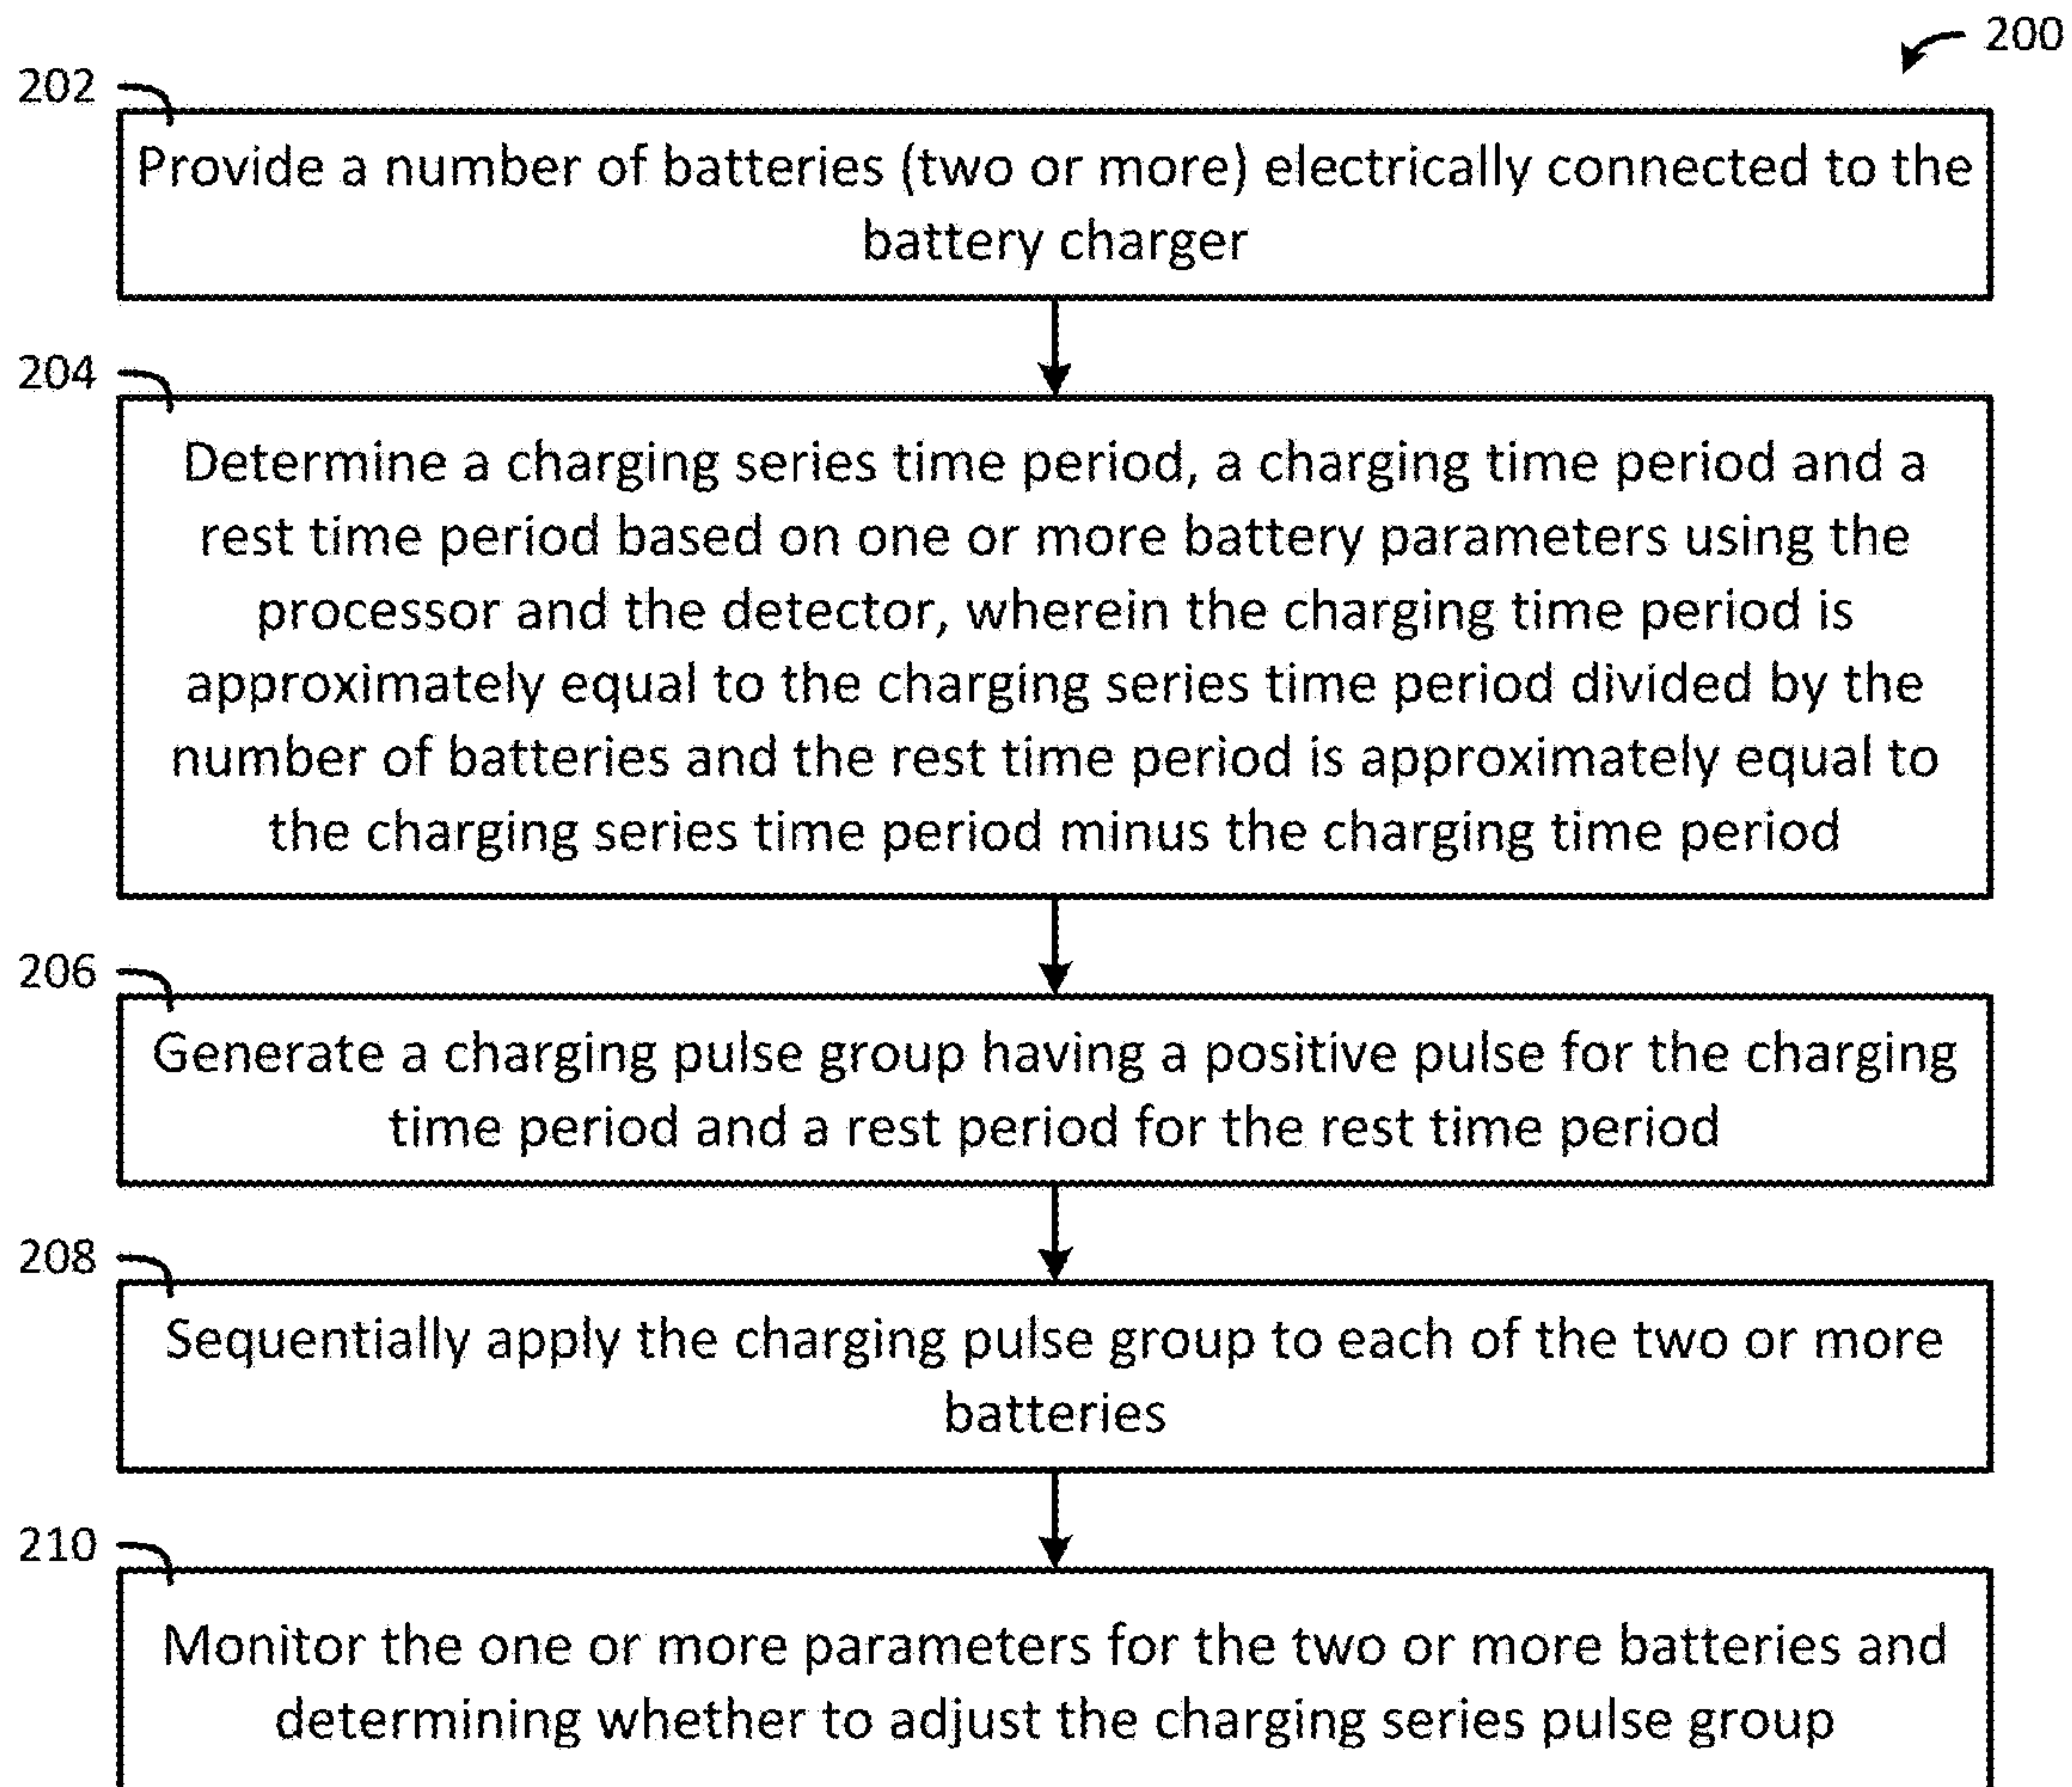 200
202
Provide a number of batteries (two or more) electrically connected to the
battery charger
204
Determine a charging series time period, a charging time period and a
rest time period based on one or more battery parameters using the
processor and the detector, wherein the charging time period is
approximately equal to the charging series time period divided by the
number of batteries and the rest time period is approximately equal to
the charging series time period minus the charging time period
206
Generate a charging pulse group having a positive pulse for the charging
time period and a rest period for the rest time period
208
Sequentially apply the charging pulse group to each of the two or more
batteries
210
Monitor the one or more parameters for the two or more batteries and
determining whether to adjust the charging series pulse group